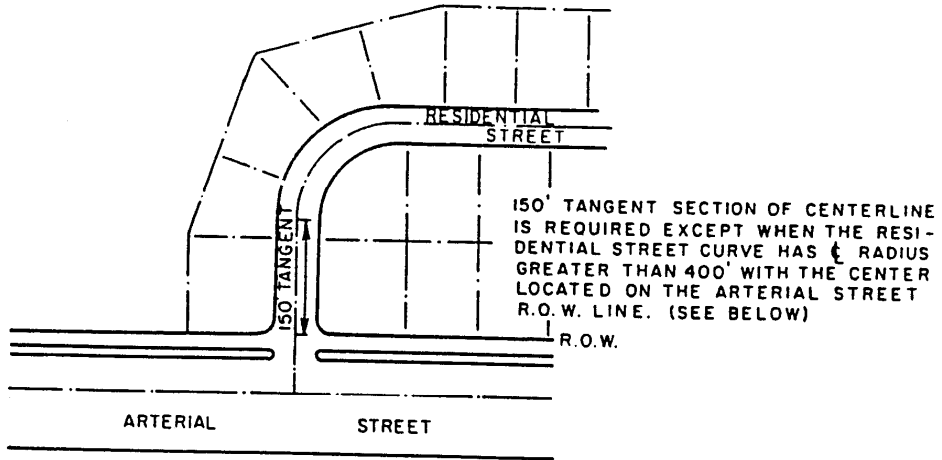 RESIDENTIAL
STREET
150' TANGENT
150' TANGENT SECTION OF CENTERLINE
IS REQUIRED EXCEPT WHEN THE RESI-
DENTIAL STREET CURVE HAS ℄ RADIUS
GREATER THAN 400' WITH THE CENTER
LOCATED ON THE ARTERIAL STREET
R.O.W. LINE. (SEE BELOW)
R.O.W.
ARTERIAL STREET